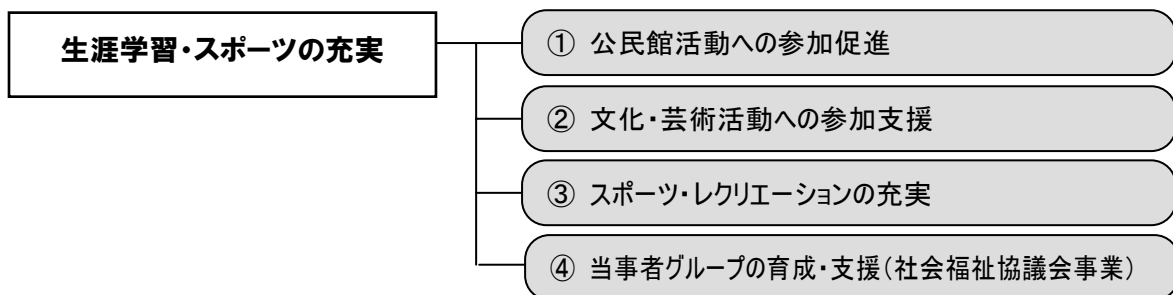 生涯学習・スポーツの充実
① 公民館活動への参加促進
② 文化・芸術活動への参加支援
③ スポーツ・レクリエーションの充実
④ 当事者グループの育成・支援(社会福祉協議会事業)